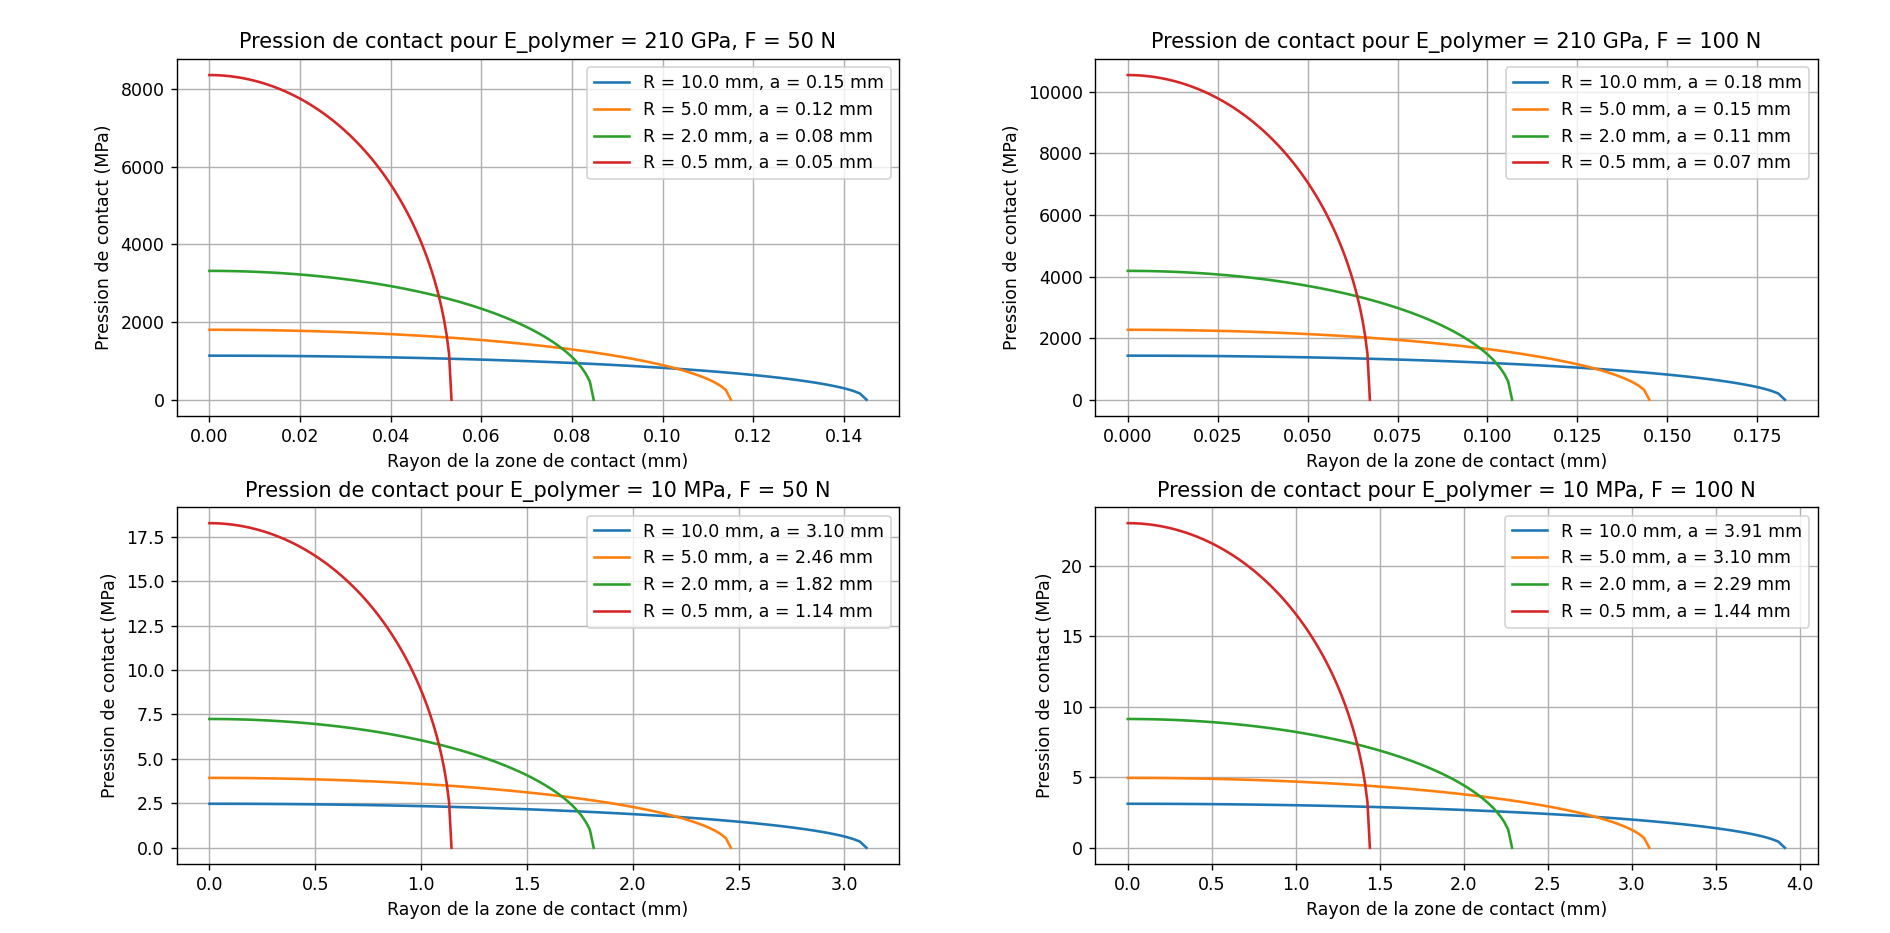 Pression de contact pour E_polymer = 210 GPa, F = 50 N
Pression de contact (MPa)
8000
6000
4000
2000
0
R = 10.0 mm, a = 0.15 mm
R = 5.0 mm, a = 0.12 mm
R = 2.0 mm, a = 0.08 mm
R = 0.5 mm, a = 0.05 mm
0.00 0.02 0.04 0.06 0.08 0.10 0.12 0.14
Rayon de la zone de contact (mm)
Pression de contact pour E_polymer = 210 GPa, F = 100 N
Pression de contact (MPa)
10000
8000
6000
4000
2000
0
R = 10.0 mm, a = 0.18 mm
R = 5.0 mm, a = 0.15 mm
R = 2.0 mm, a = 0.11 mm
R = 0.5 mm, a = 0.07 mm
0.000 0.025 0.050 0.075 0.100 0.125 0.150 0.175
Rayon de la zone de contact (mm)
Pression de contact pour E_polymer = 10 MPa, F = 50 N
Pression de contact (MPa)
17.5
15.0
12.5
10.0
7.5
5.0
2.5
0.0
R = 10.0 mm, a = 3.10 mm
R = 5.0 mm, a = 2.46 mm
R = 2.0 mm, a = 1.82 mm
R = 0.5 mm, a = 1.14 mm
0.0 0.5 1.0 1.5 2.0 2.5 3.0
Rayon de la zone de contact (mm)
Pression de contact pour E_polymer = 10 MPa, F = 100 N
Pression de contact (MPa)
20
15
10
5
0
R = 10.0 mm, a = 3.91 mm
R = 5.0 mm, a = 3.10 mm
R = 2.0 mm, a = 2.29 mm
R = 0.5 mm, a = 1.44 mm
0.0 0.5 1.0 1.5 2.0 2.5 3.0 3.5 4.0
Rayon de la zone de contact (mm)